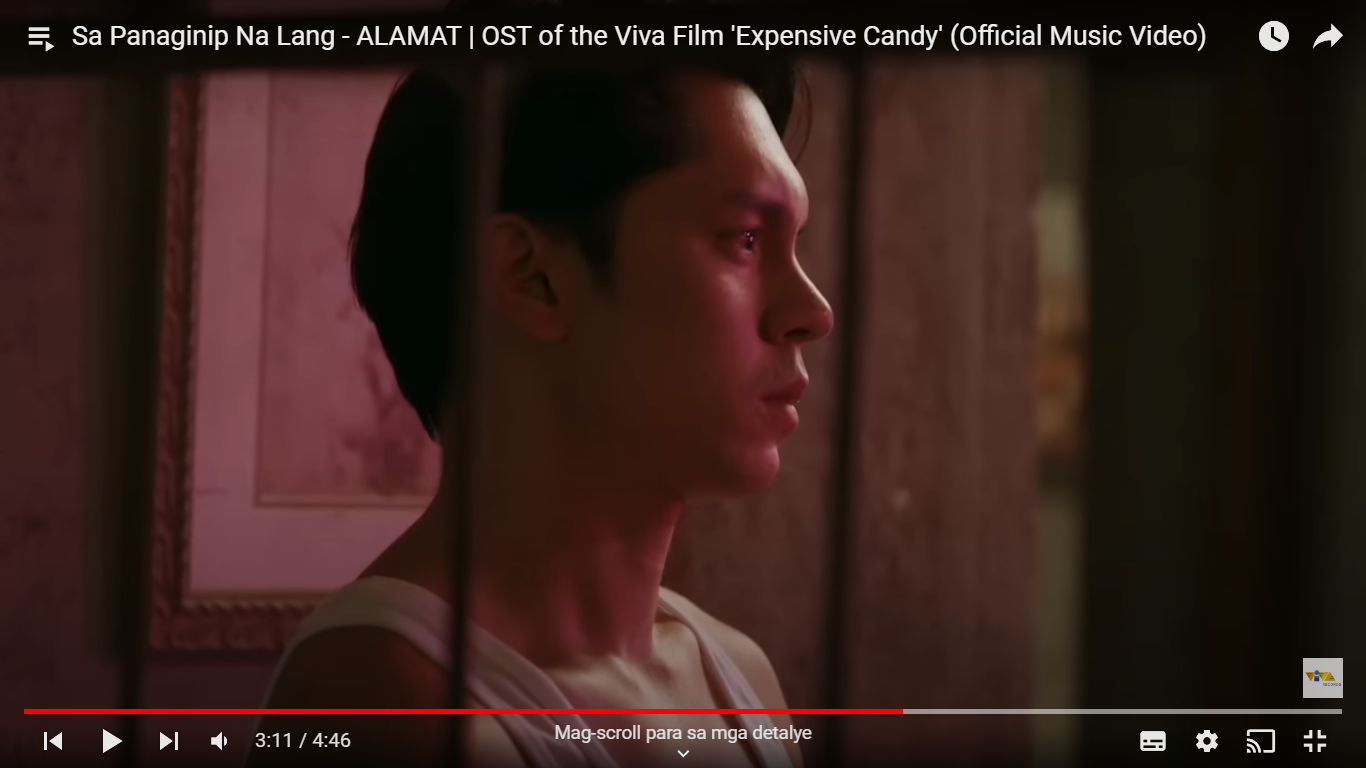 Sa Panaginip Na Lang - ALAMAT | OST of the Viva Film 'Expensive Candy' (Official Music Video)
VIVA
RECORDS
3:11 / 4:46
Mag-scroll para sa mga detalye